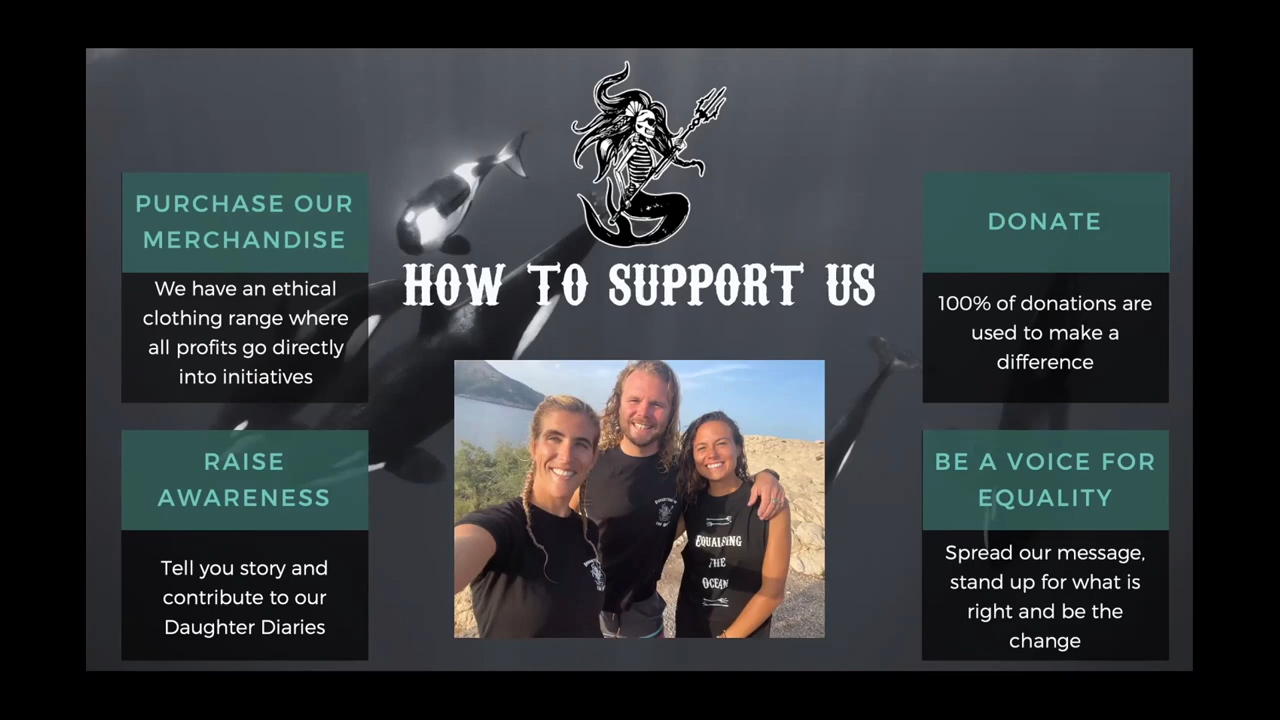 HOW TO SUPPORT US
PURCHASE OUR
MERCHANDISE
We have an ethical
clothing range where
all profits go directly
into initiatives
RAISE
AWARENESS
Tell you story and
contribute to our
Daughter Diaries
DONATE
100% of donations are
used to make a
difference
BE A VOICE FOR
EQUALITY
Spread our message,
stand up for what is
right and be the
change
EQUALISING
THE
OCEAN